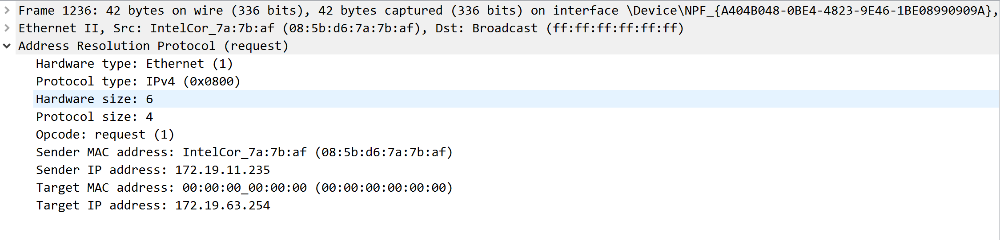 Frame 1236: 42 bytes on wire (336 bits), 42 bytes captured (336 bits) on interface \Device\NPF_{A404B048-0BE4-4823-9E46-1BE08990909A},
Ethernet II, Src: IntelCor_7a:7b:af (08:5b:d6:7a:7b:af), Dst: Broadcast (ff:ff:ff:ff:ff:ff)
Address Resolution Protocol (request)
Hardware type: Ethernet (1)
Protocol type: IPv4 (0x0800)
Hardware size: 6
Protocol size: 4
Opcode: request (1)
Sender MAC address: IntelCor_7a:7b:af (08:5b:d6:7a:7b:af)
Sender IP address: 172.19.11.235
Target MAC address: 00:00:00_00:00:00 (00:00:00:00:00:00)
Target IP address: 172.19.63.254